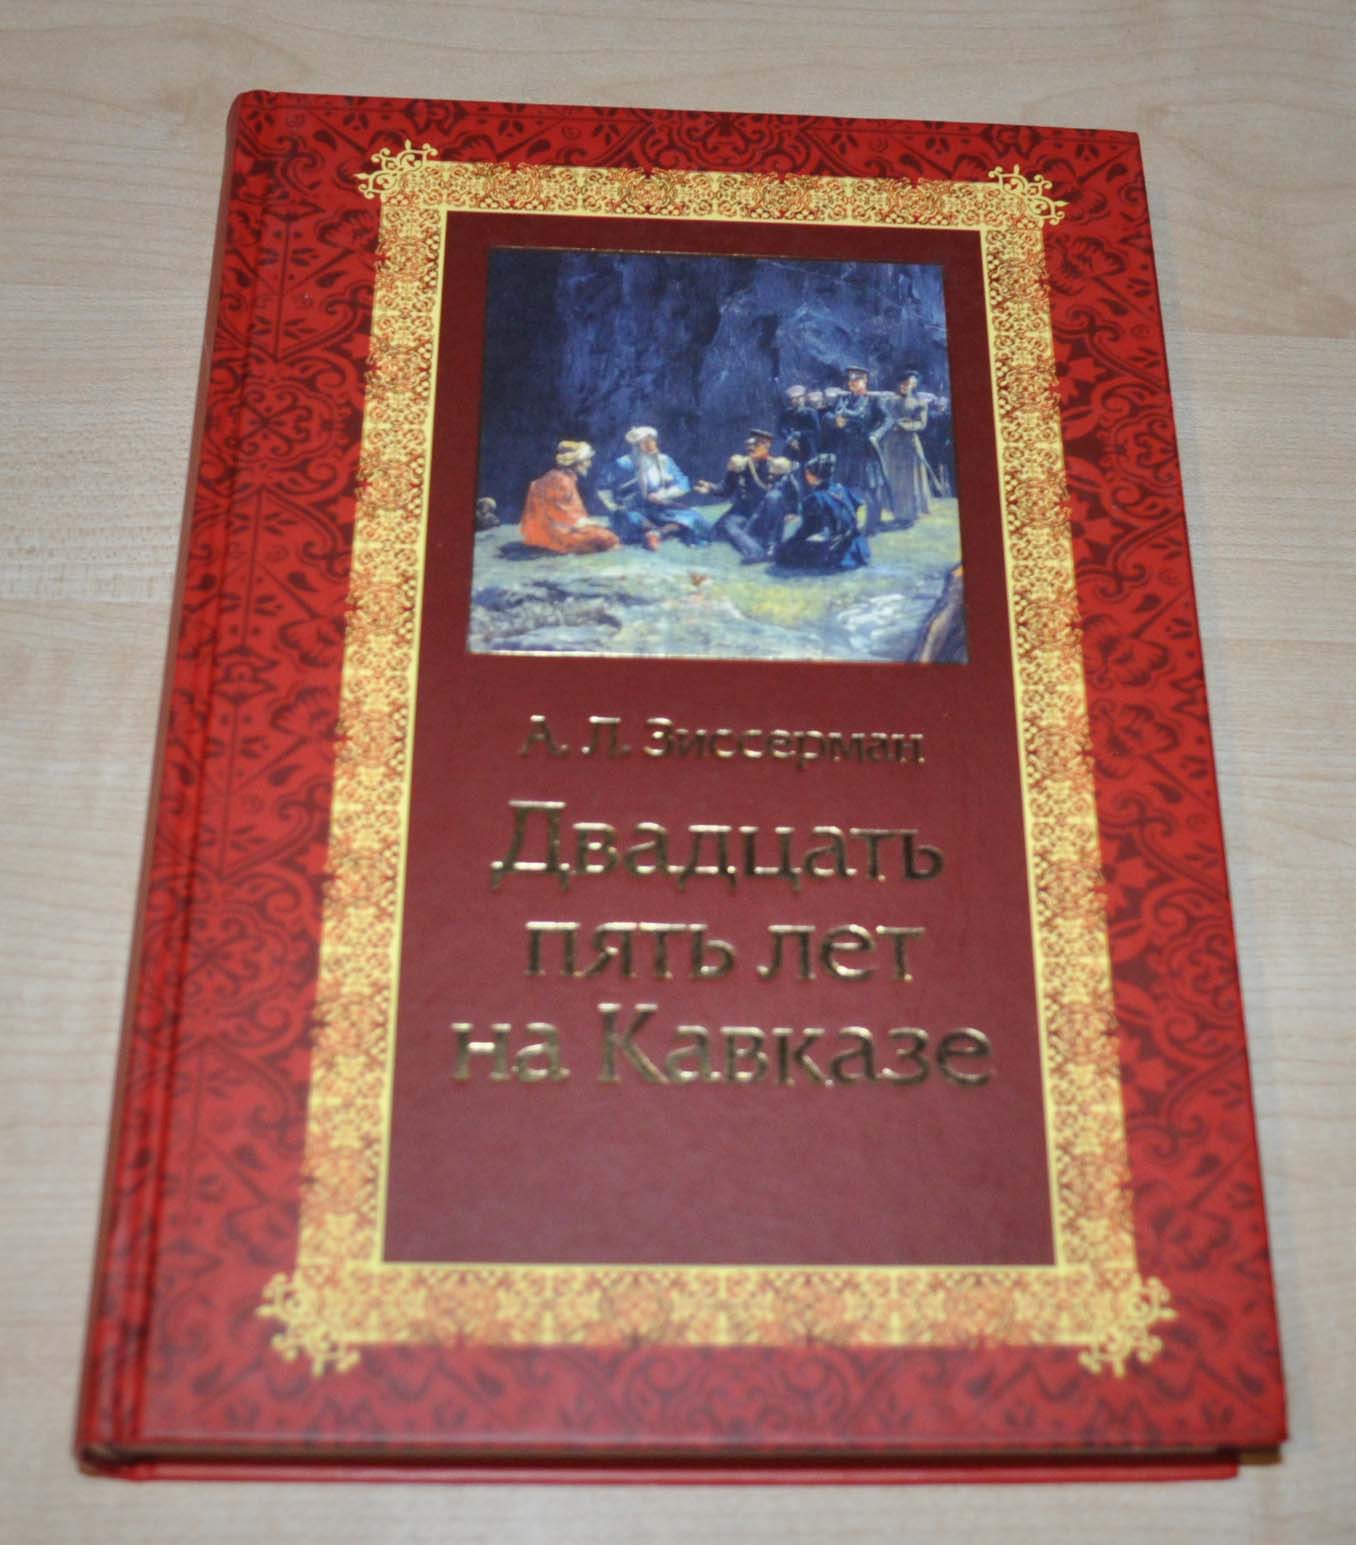 А. Л. Зиссерман
Двадцать
пять лет
на Кавказе